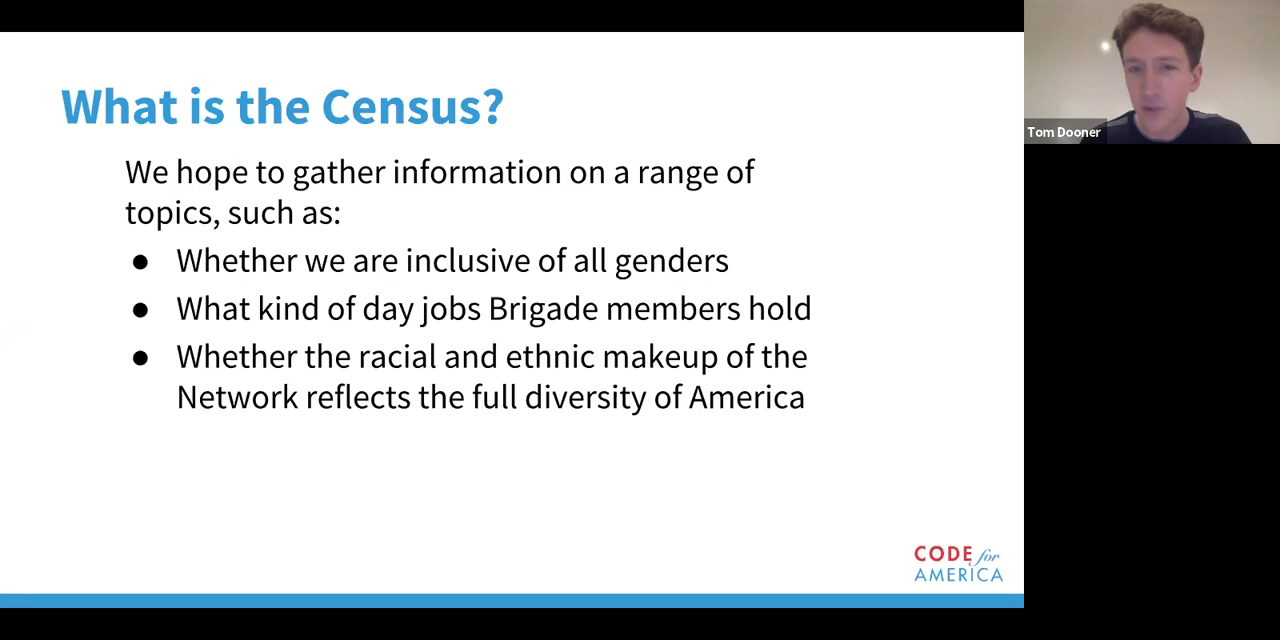 What is the Census?
We hope to gather information on a range of
topics, such as:
● Whether we are inclusive of all genders
● What kind of day jobs Brigade members hold
● Whether the racial and ethnic makeup of the
Network reflects the full diversity of America
CODE for
AMERICA
Tom Dooner